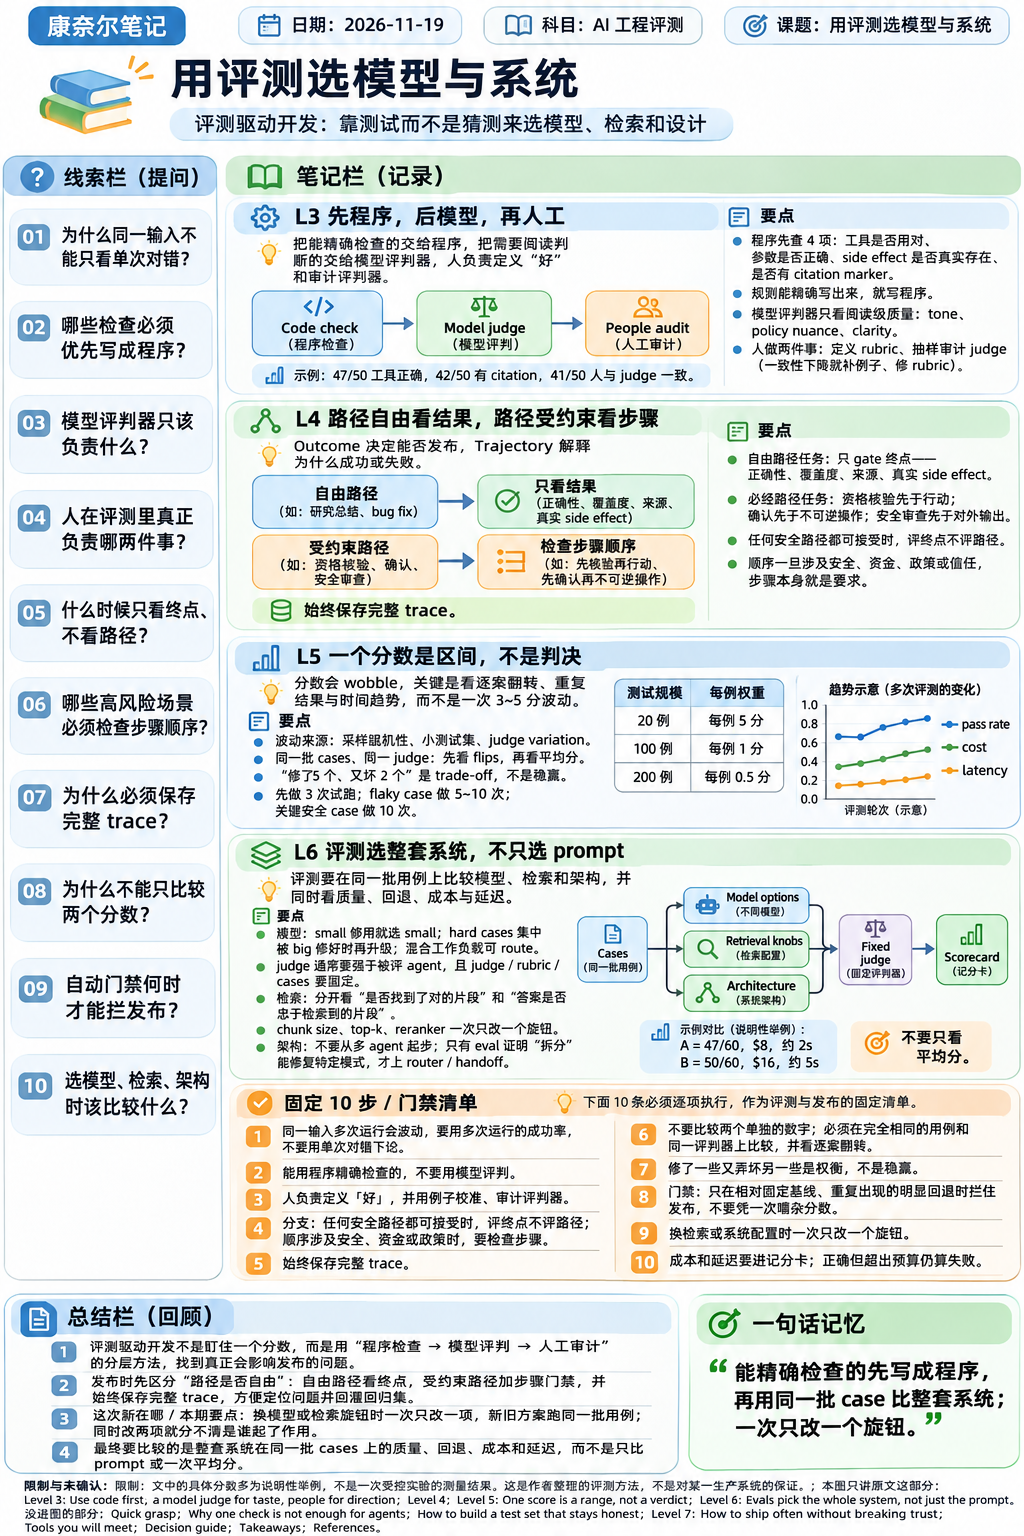 康奈尔笔记
日期：2026-11-19
科目：AI 工程评测
课题：用评测选模型与系统
用评测选模型与系统
评测驱动开发：靠测试而不是猜测来选模型、检索和设计
? 线索栏（提问）
01 为什么同一输入不
能只看单次对错？
02 哪些检查必须
优先写成程序？
03 模型评判器只该
负责什么？
04 人在评测里真正
负责哪两件事？
05 什么时候只看终点、
不看路径？
06 哪些高风险场景
必须检查步骤顺序？
07 为什么必须保存
完整 trace？
08 为什么不能只比较
两个分数？
09 自动门禁何时
才能拦发布？
10 选模型、检索、架构
时该比较什么？
笔记栏（记录）
L3 先程序，后模型，再人工
把能精确检查的交给程序，把需要阅读判
断的交给模型评判器，人负责定义“好”
和审计评判器。
Code check
（程序检查）
Model judge
（模型评判）
People audit
（人工审计）
示例：47/50 工具正确，42/50 有 citation，41/50 人与 judge 一致。
要点
程序先查 4 项：工具是否用对、
参数是否正确、side effect 是否真实存在、
是否有 citation marker。
规则能精确写出来，就写程序。
模型评判器只看阅读级质量：tone、
policy nuance、clarity。
人做两件事：定义 rubric、抽样审计 judge
（一致性下降就补例子、修 rubric）。
L4 路径自由看结果，路径受约束看步骤
Outcome 决定能否发布，Trajectory 解释
为什么成功或失败。
自由路径
（如：研究总结、bug fix）
只看结果
（正确性、覆盖度、来源、
真实 side effect）
受约束路径
（如：资格核验、确认、
安全审查）
检查步骤顺序
（如：先核验再行动、
先确认再不可逆操作）
始终保存完整 trace。
要点
自由路径任务：只 gate 终点——
正确性、覆盖度、来源、真实 side effect。
必经路径任务：资格核验先于行动；
确认先于不可逆操作；安全审查先于对外输出。
任何安全路径都可接受时，评终点不评路径。
顺序一旦涉及安全、资金、政策或信任，
步骤本身就是要求。
L5 一个分数是区间，不是判决
分数会 wobble，关键是看逐案翻转、重复
结果与时间趋势，而不是一次 3~5 分波动。
要点
波动来源：采样随机性、小测试集、judge variation。
同一批 cases、同一 judge：先看 flips，再看平均分。
“修了5 个、又坏 2 个”是 trade-off，不是稳赢。
先做 3 次试跑；flaky case 做 5~10 次；
关键安全 case 做 10 次。
测试规模 每例权重
20 例 每例 5 分
100 例 每例 1 分
200 例 每例 0.5 分
趋势示意（多次评测的变化）
1.0
0.8
0.6
0.4
0.2
0.0
pass rate
cost
latency
评测轮次（示意）
L6 评测选整套系统，不只选 prompt
评测要在同一批用例上比较模型、检索和架构，并
同时看质量、回退、成本与延迟。
要点
模型：small 够用就选 small；hard cases 集中
被 big 修好时再升级；混合工作负载可 route。
judge 通常要强于被评 agent，且 judge / rubric /
cases 要固定。
检索：分开看“是否找到了对的片段”和“答案是否
忠于检索到的片段”。
chunk size、top-k、reranker 一次只改一个旋钮。
架构：不要从多 agent 起步；只有 eval 证明“拆分”
能修复特定模式，才上 router / handoff。
Cases
（同一批用例）
Model options
（不同模型）
Retrieval knobs
（检索配置）
Architecture
（系统架构）
Fixed
judge
（固定评判器）
Scorecard
（记分卡）
示例对比（说明性举例）：
A = 47/60，$8，约 2s
B = 50/60，$16，约 5s
不要只看
平均分。
固定 10 步 / 门禁清单
下面 10 条必须逐项执行，作为评测与发布的固定清单。
1 同一输入多次运行会波动，要用多次运行的成功率，
不要用单次对错下论。
2 能用程序精确检查的，不要用模型评判。
3 人负责定义「好」，并用例子校准、审计评判器。
4 分支：任何安全路径都可接受时，评终点不评路径；
顺序涉及安全、资金或政策时，要检查步骤。
5 始终保存完整 trace。
6 不要比较两个单独的数字；必须在完全相同的用例和
同一评判器上比较，并看逐案翻转。
7 修了一些又弄坏另一些是权衡，不是稳赢。
8 门禁：只在相对固定基线、重复出现的明显回退时拦住
发布，不要凭一次嘈杂分数。
9 换检索或系统配置时一次只改一个旋钮。
10 成本和延迟要进记分卡；正确但超出预算仍算失败。
总结栏（回顾）
1 评测驱动开发不是盯住一个分数，而是用“程序检查 → 模型评判 → 人工审计”
的分层方法，找到真正会影响发布的问题。
2 发布时先区分“路径是否自由”：自由路径看终点，受约束路径加步骤门禁，并
始终保存完整 trace，方便定位问题并回灌回归集。
3 这次新在哪 / 本期要点：换模型或检索旋钮时一次只改一项，新旧方案跑同一批用例；
同时改两项就分不清是谁起了作用。
4 最终要比较的是整套系统在同一批 cases 上的质量、回退、成本和延迟，而不是只比
prompt 或一次平均分。
一句话记忆
“能精确检查的先写成程序，
再用同一批 case 比整套系统；
一次只改一个旋钮。”
限制与未确认：限制：文中的具体分数多为说明性举例，不是一次受控实验的测量结果。这是作者整理的评测方法，不是对某一生产系统的保证。；本图只讲原文这部分：
Level 3: Use code first, a model judge for taste, people for direction；Level 4；Level 5: One score is a range, not a verdict；Level 6: Evals pick the whole system, not just the prompt。
没进图的部分：Quick grasp；Why one check is not enough for agents；How to build a test set that stays honest；Level 7: How to ship often without breaking trust；
Tools you will meet；Decision guide；Takeaways；References。